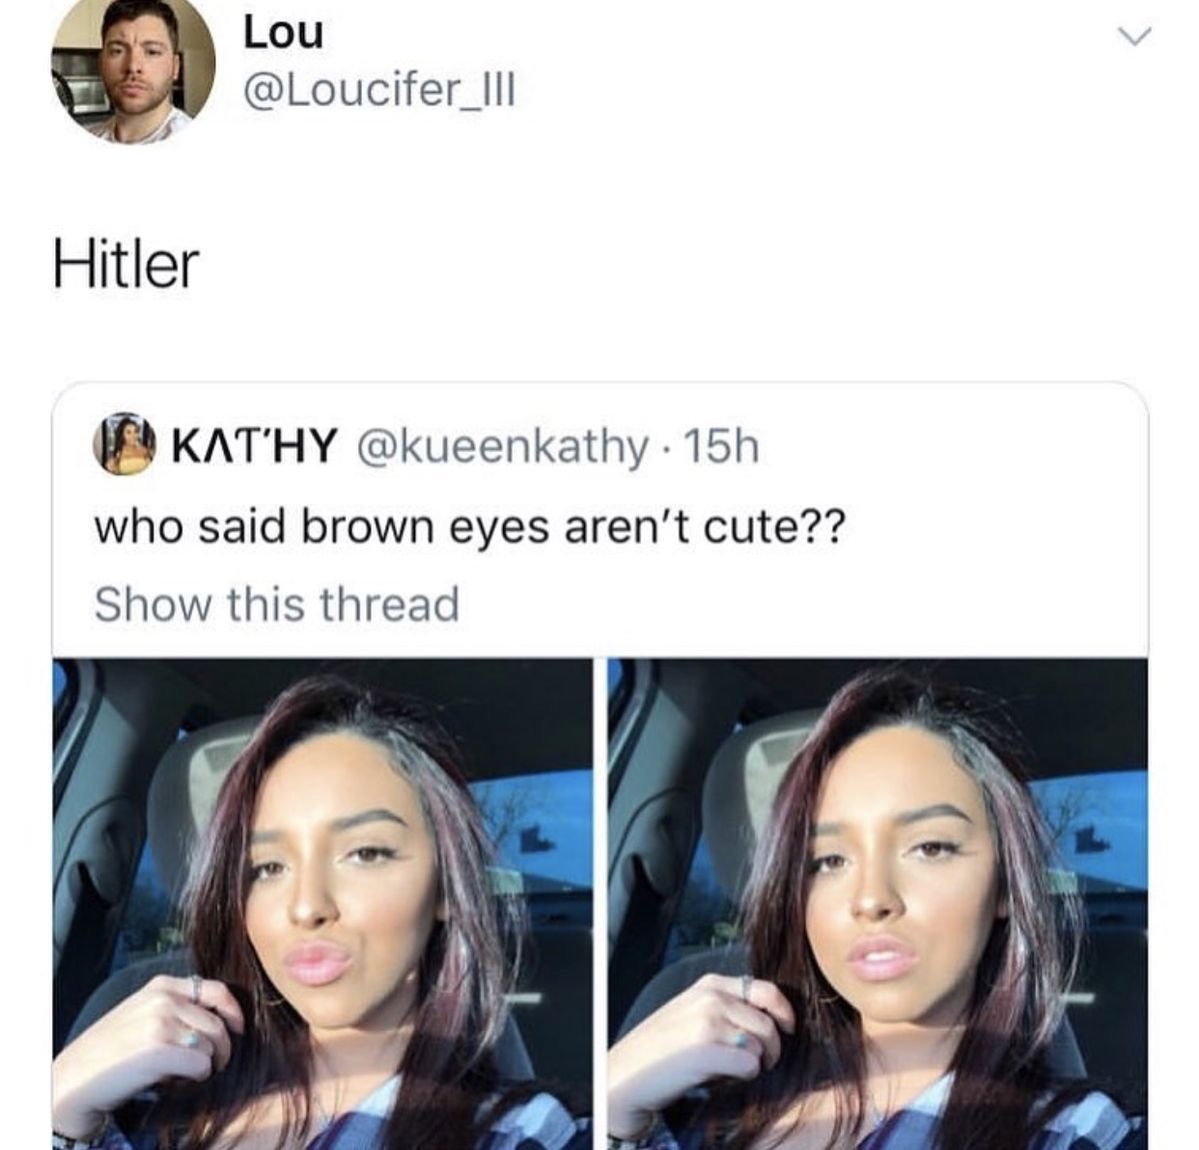 Lou
@Loucifer_III
Hitler
KΛT'HY @kueenkathy · 15h
who said brown eyes aren't cute??
Show this thread